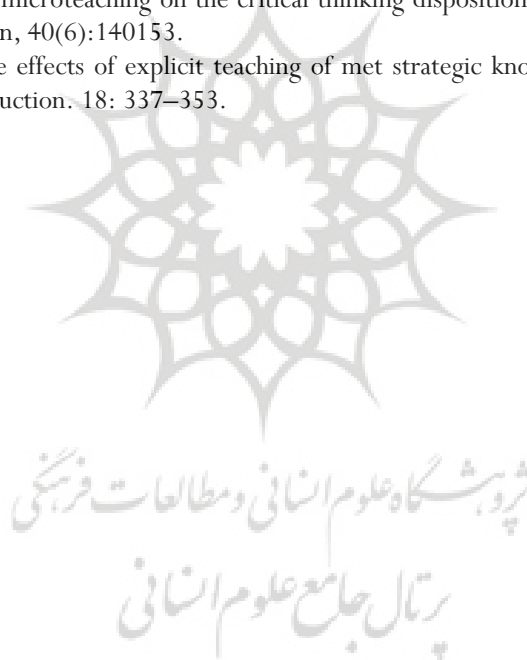 microteaching on the critical thinking disposition
n, 40(6):140153.
e effects of explicit teaching of met strategic kno
uction. 18: 337–353.
پژوهشگاه علوم انسانی و مطالعات فرهنگی
پرتال جامع علوم انسانی